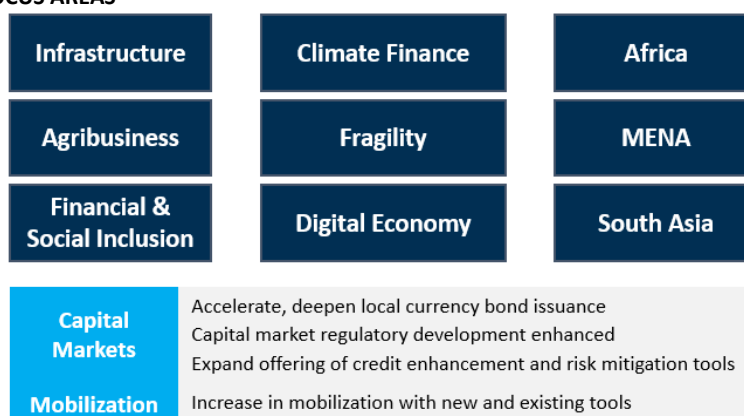 OCUS AREAS
Infrastructure
Climate Finance
Africa
Agribusiness
Fragility
MENA
Financial &
Social Inclusion
Digital Economy
South Asia
Capital
Markets
Accelerate, deepen local currency bond issuance
Capital market regulatory development enhanced
Expand offering of credit enhancement and risk mitigation tools
Mobilization
Increase in mobilization with new and existing tools